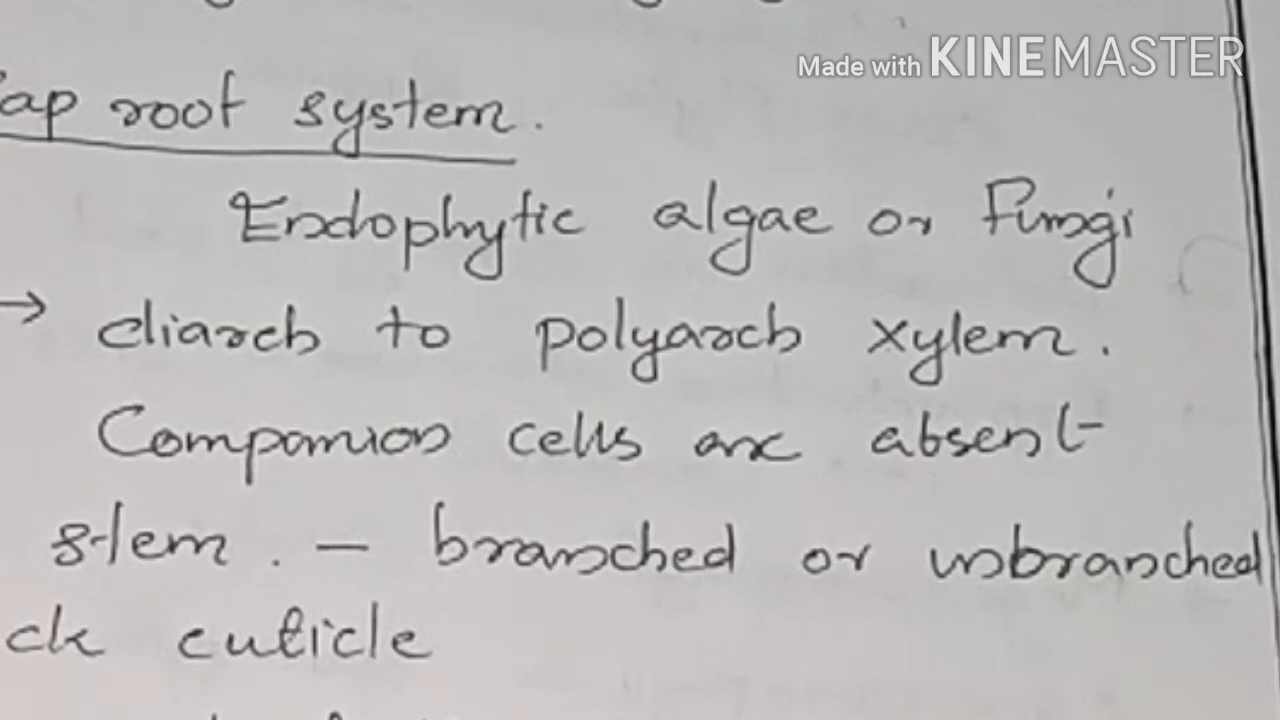 Made with KINEMASTER
ap root system.
Endophytic algae or Fungi
→ diarch to polyarch xylem.
Companion cells are absent
stem. – branched or unbranched
ck cuticle